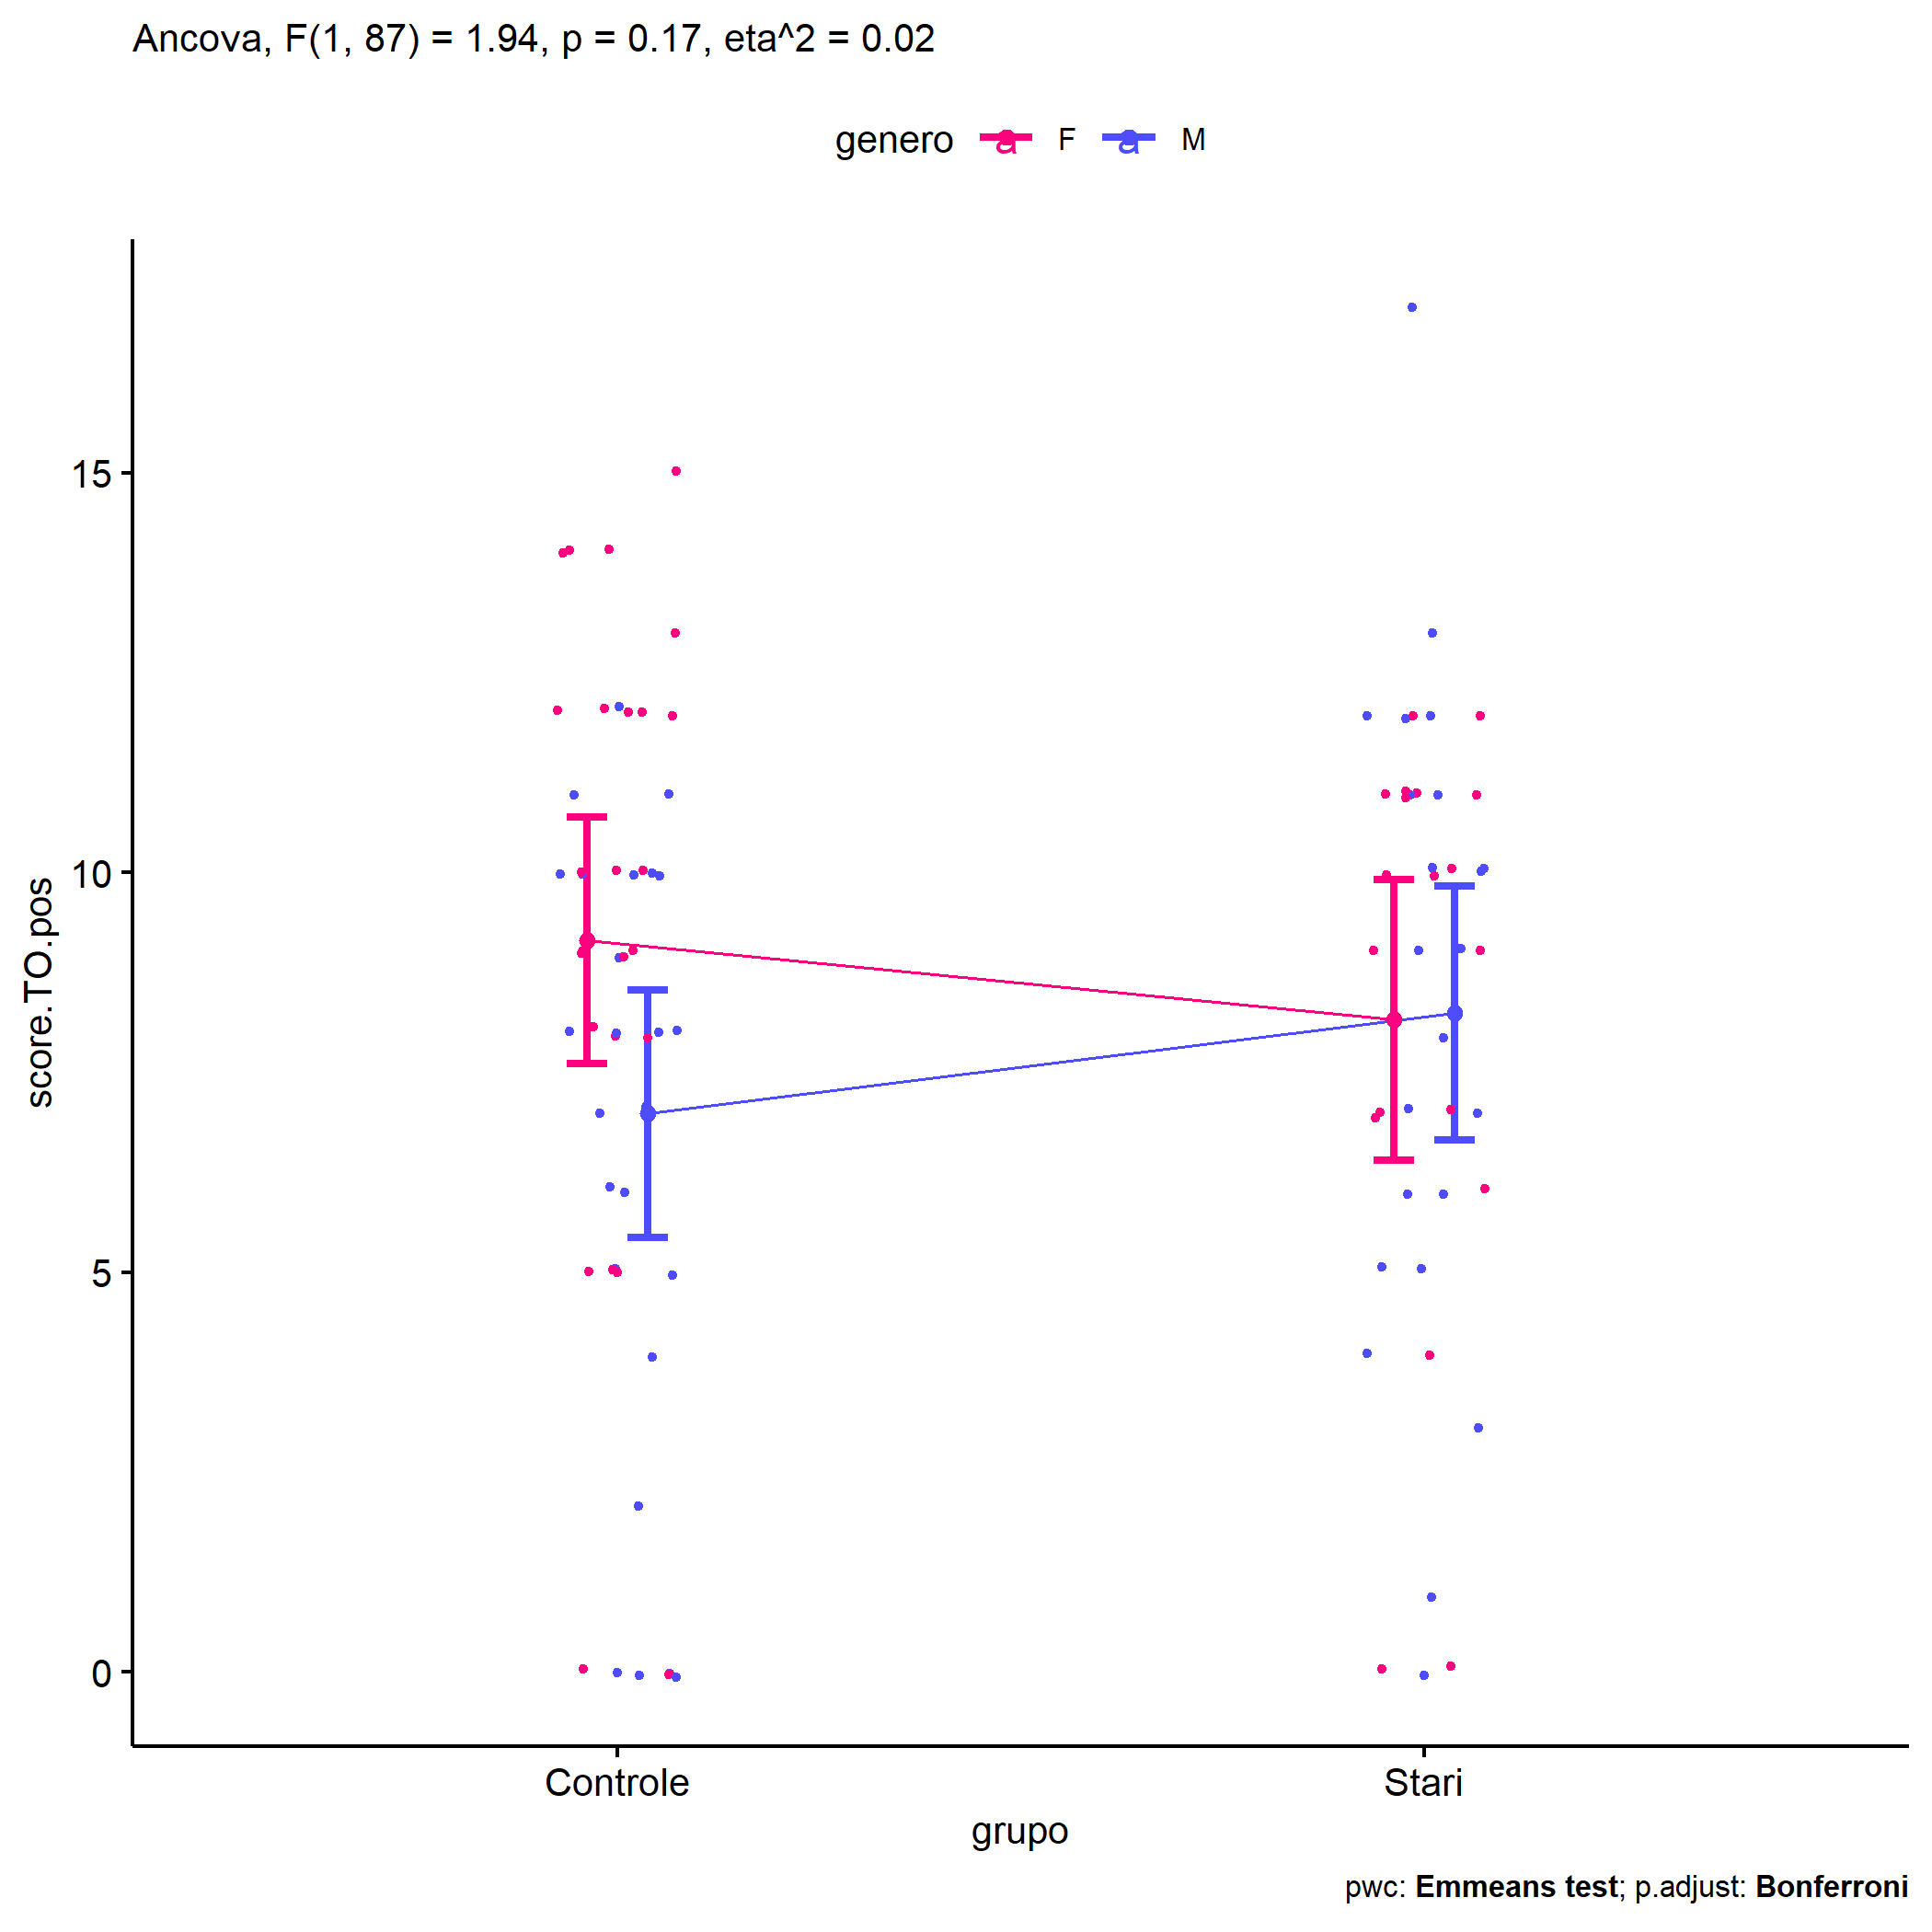 Ancova, F(1, 87) = 1.94, p = 0.17, eta^2 = 0.02
genero a F a M
score.TO.pos
15
10
5
0
Controle Stari
grupo
pwc: Emmeans test; p.adjust: Bonferroni